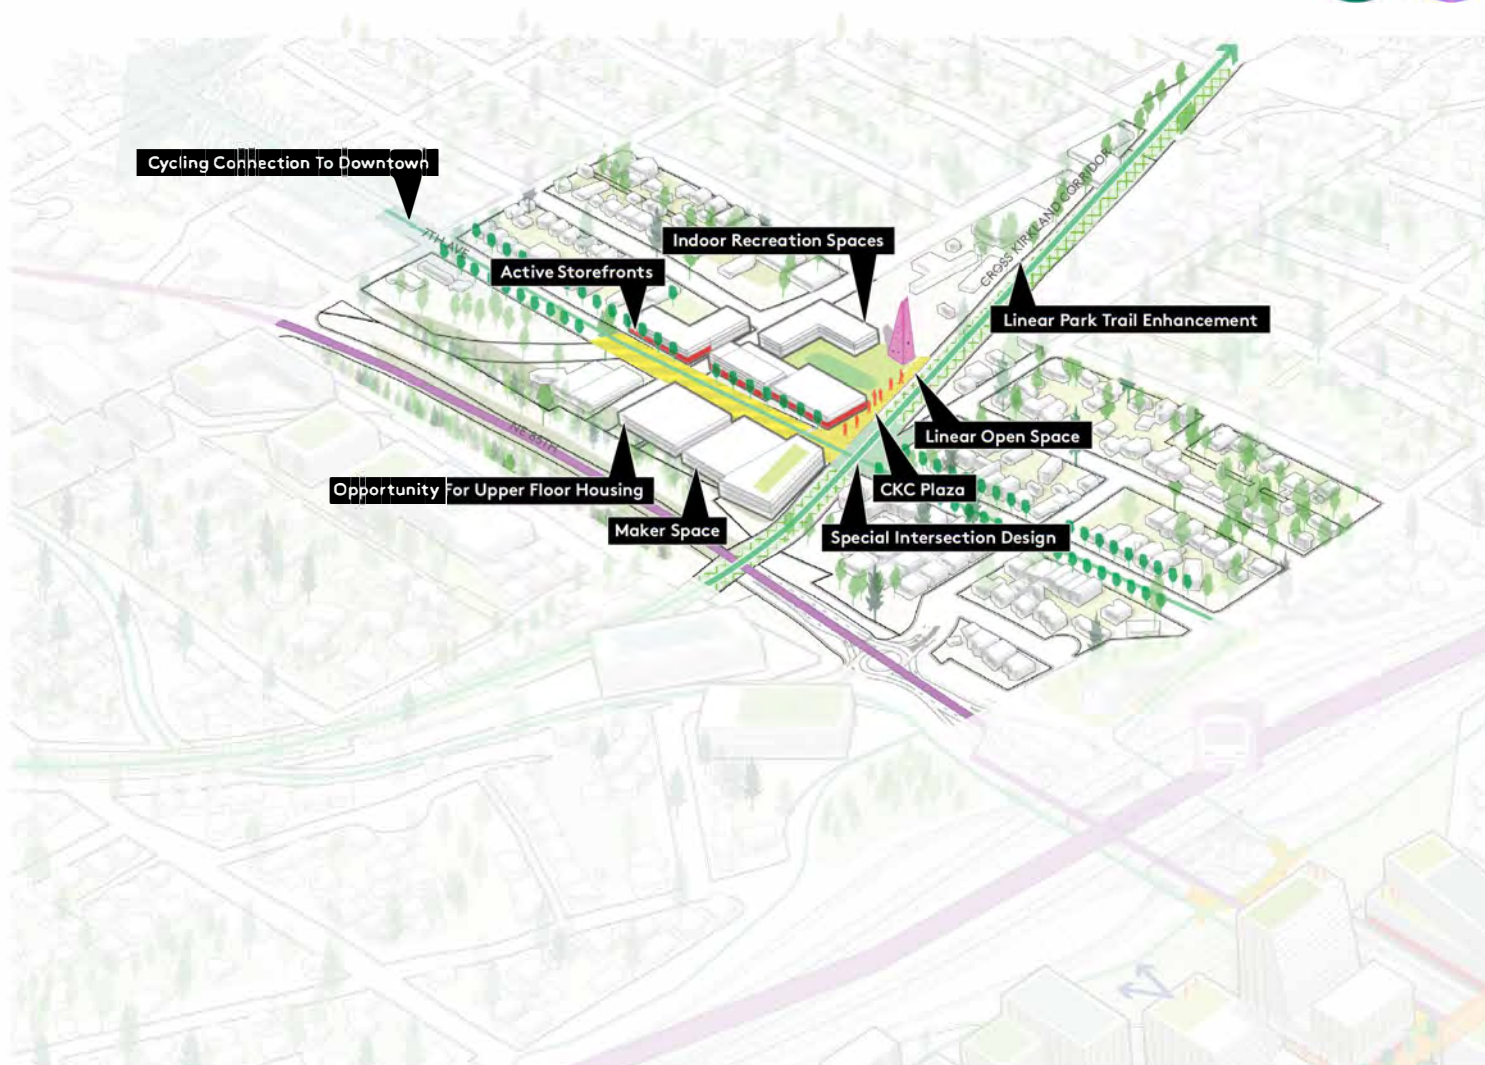 Cycling Connection To Downtown
7TH AVE
Indoor Recreation Spaces
Active Storefronts
CROSS KIRKLAND CORRIDOR
Linear Park Trail Enhancement
NE 85TH
Linear Open Space
Opportunity For Upper Floor Housing
CKC Plaza
Maker Space
Special Intersection Design